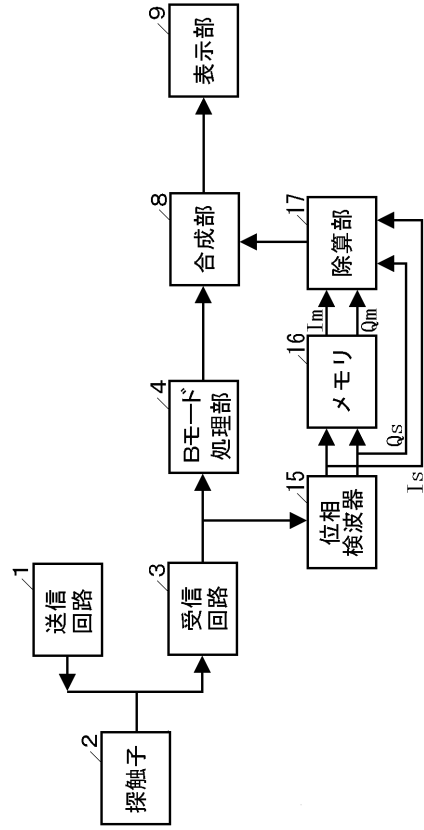 1
送信
回路
2
探触子
3
受信
回路
4
Bモード
処理部
8
合成部
9
表示部
15
位相
検波器
16
メモリ
Im
Qm
17
除算部
Qs
Is